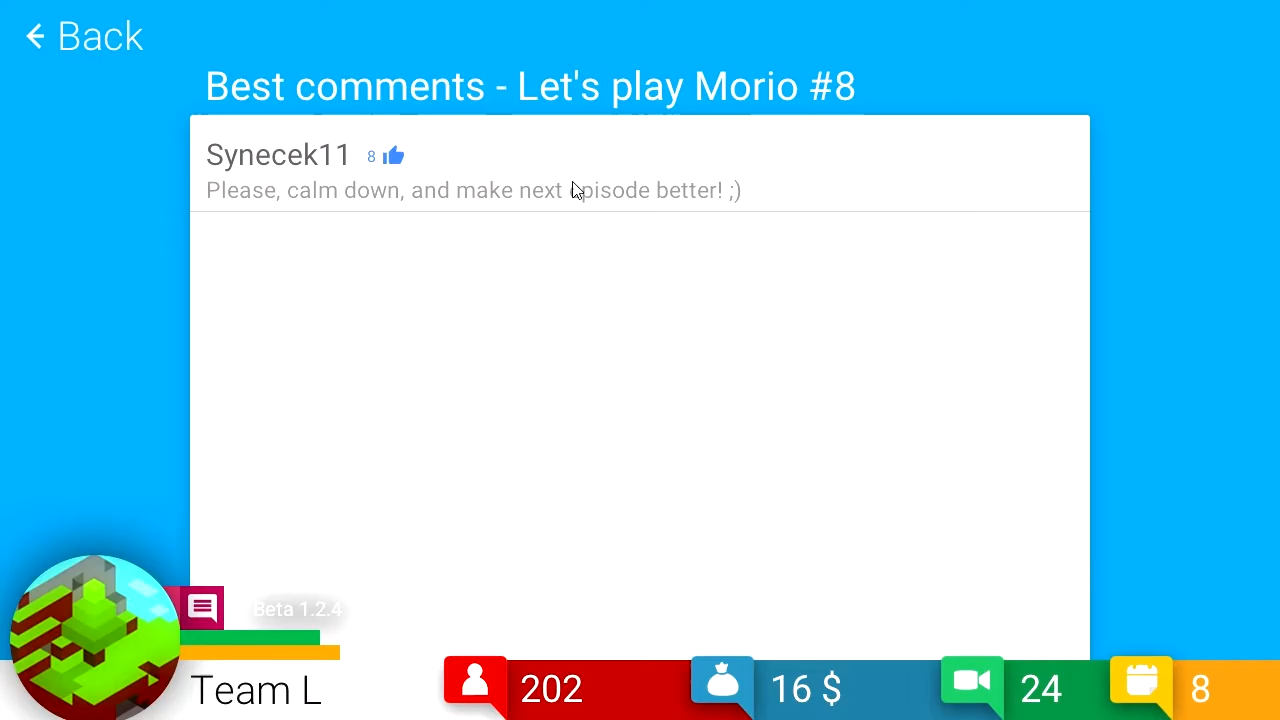 Back
Best comments - Let's play Morio #8
Synecek11 8
Please, calm down, and make next episode better! ;)
Beta 1.2.4
Team L
202
16 $
24
8